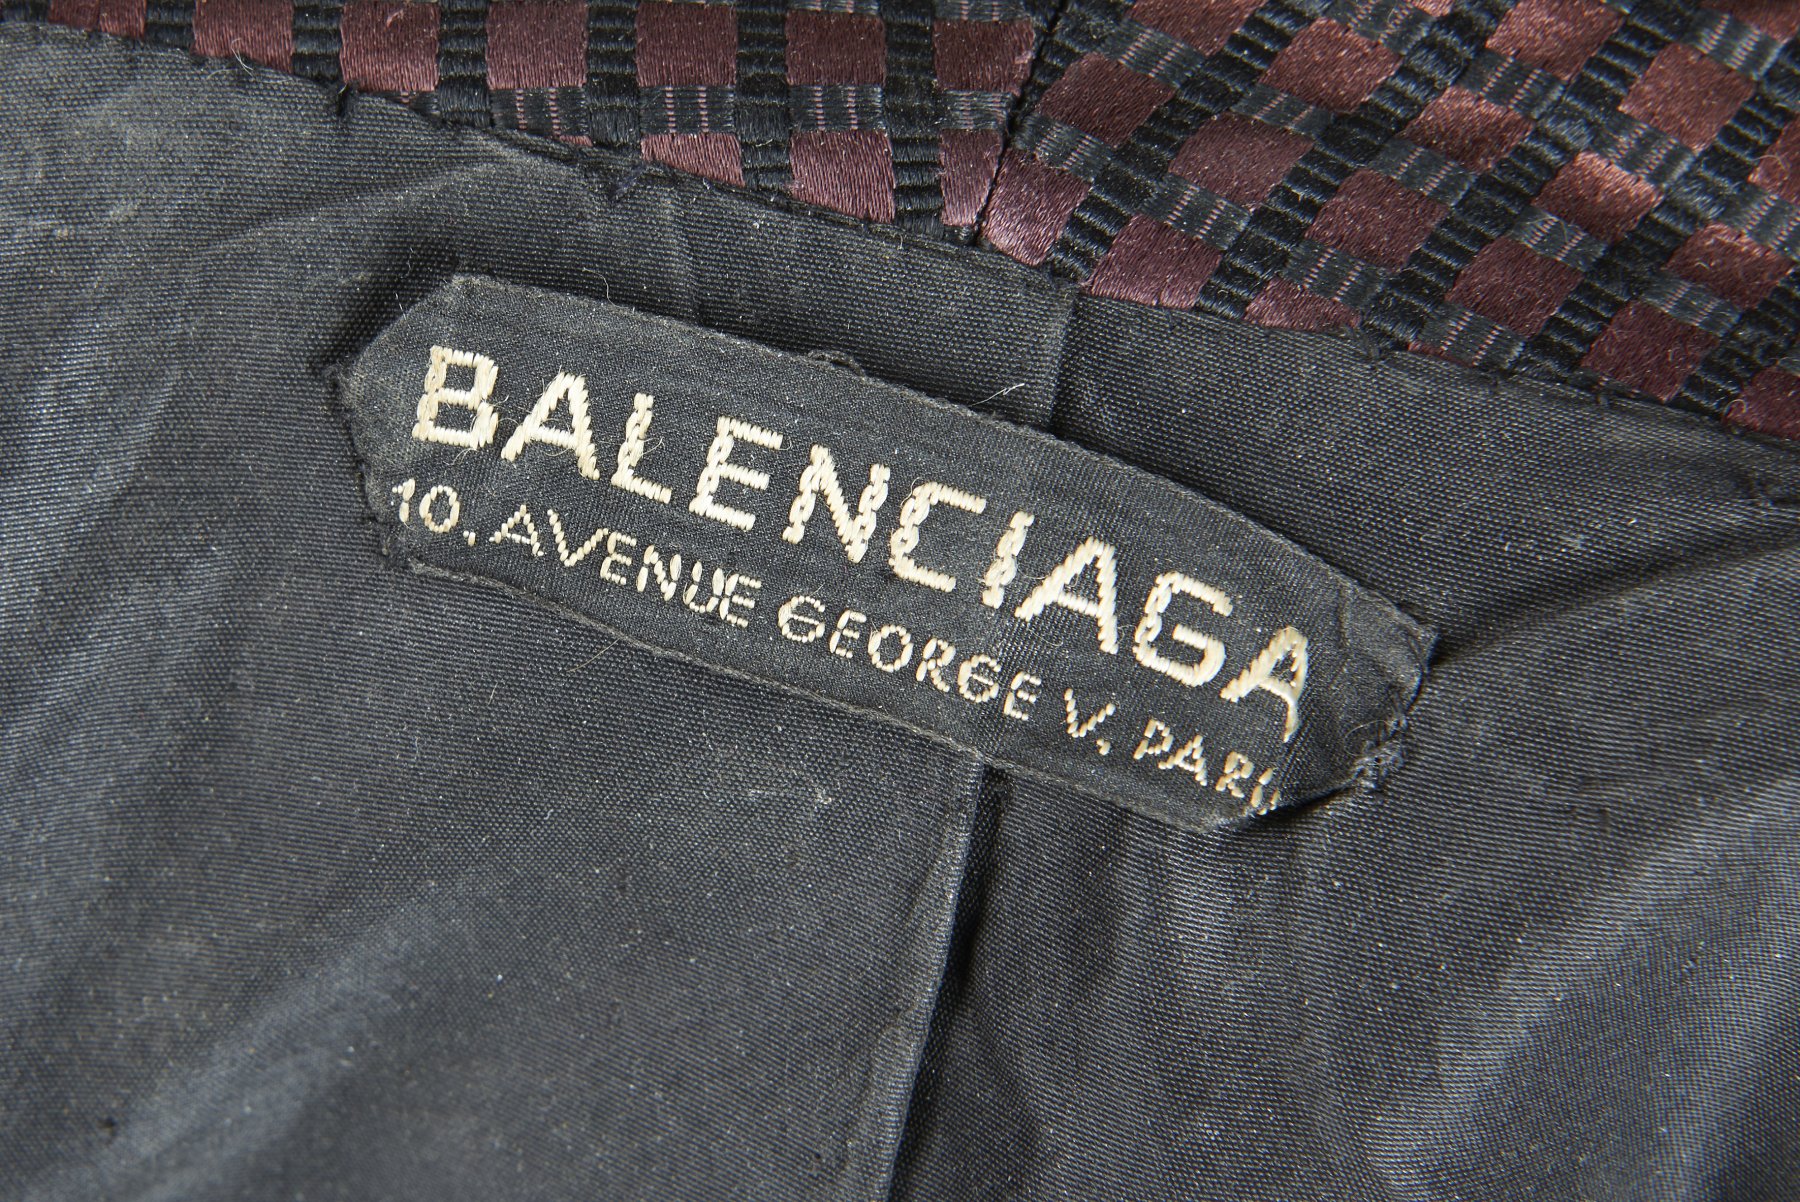 BALENCIAGA
10. AVENUE GEORGE V. PARIS